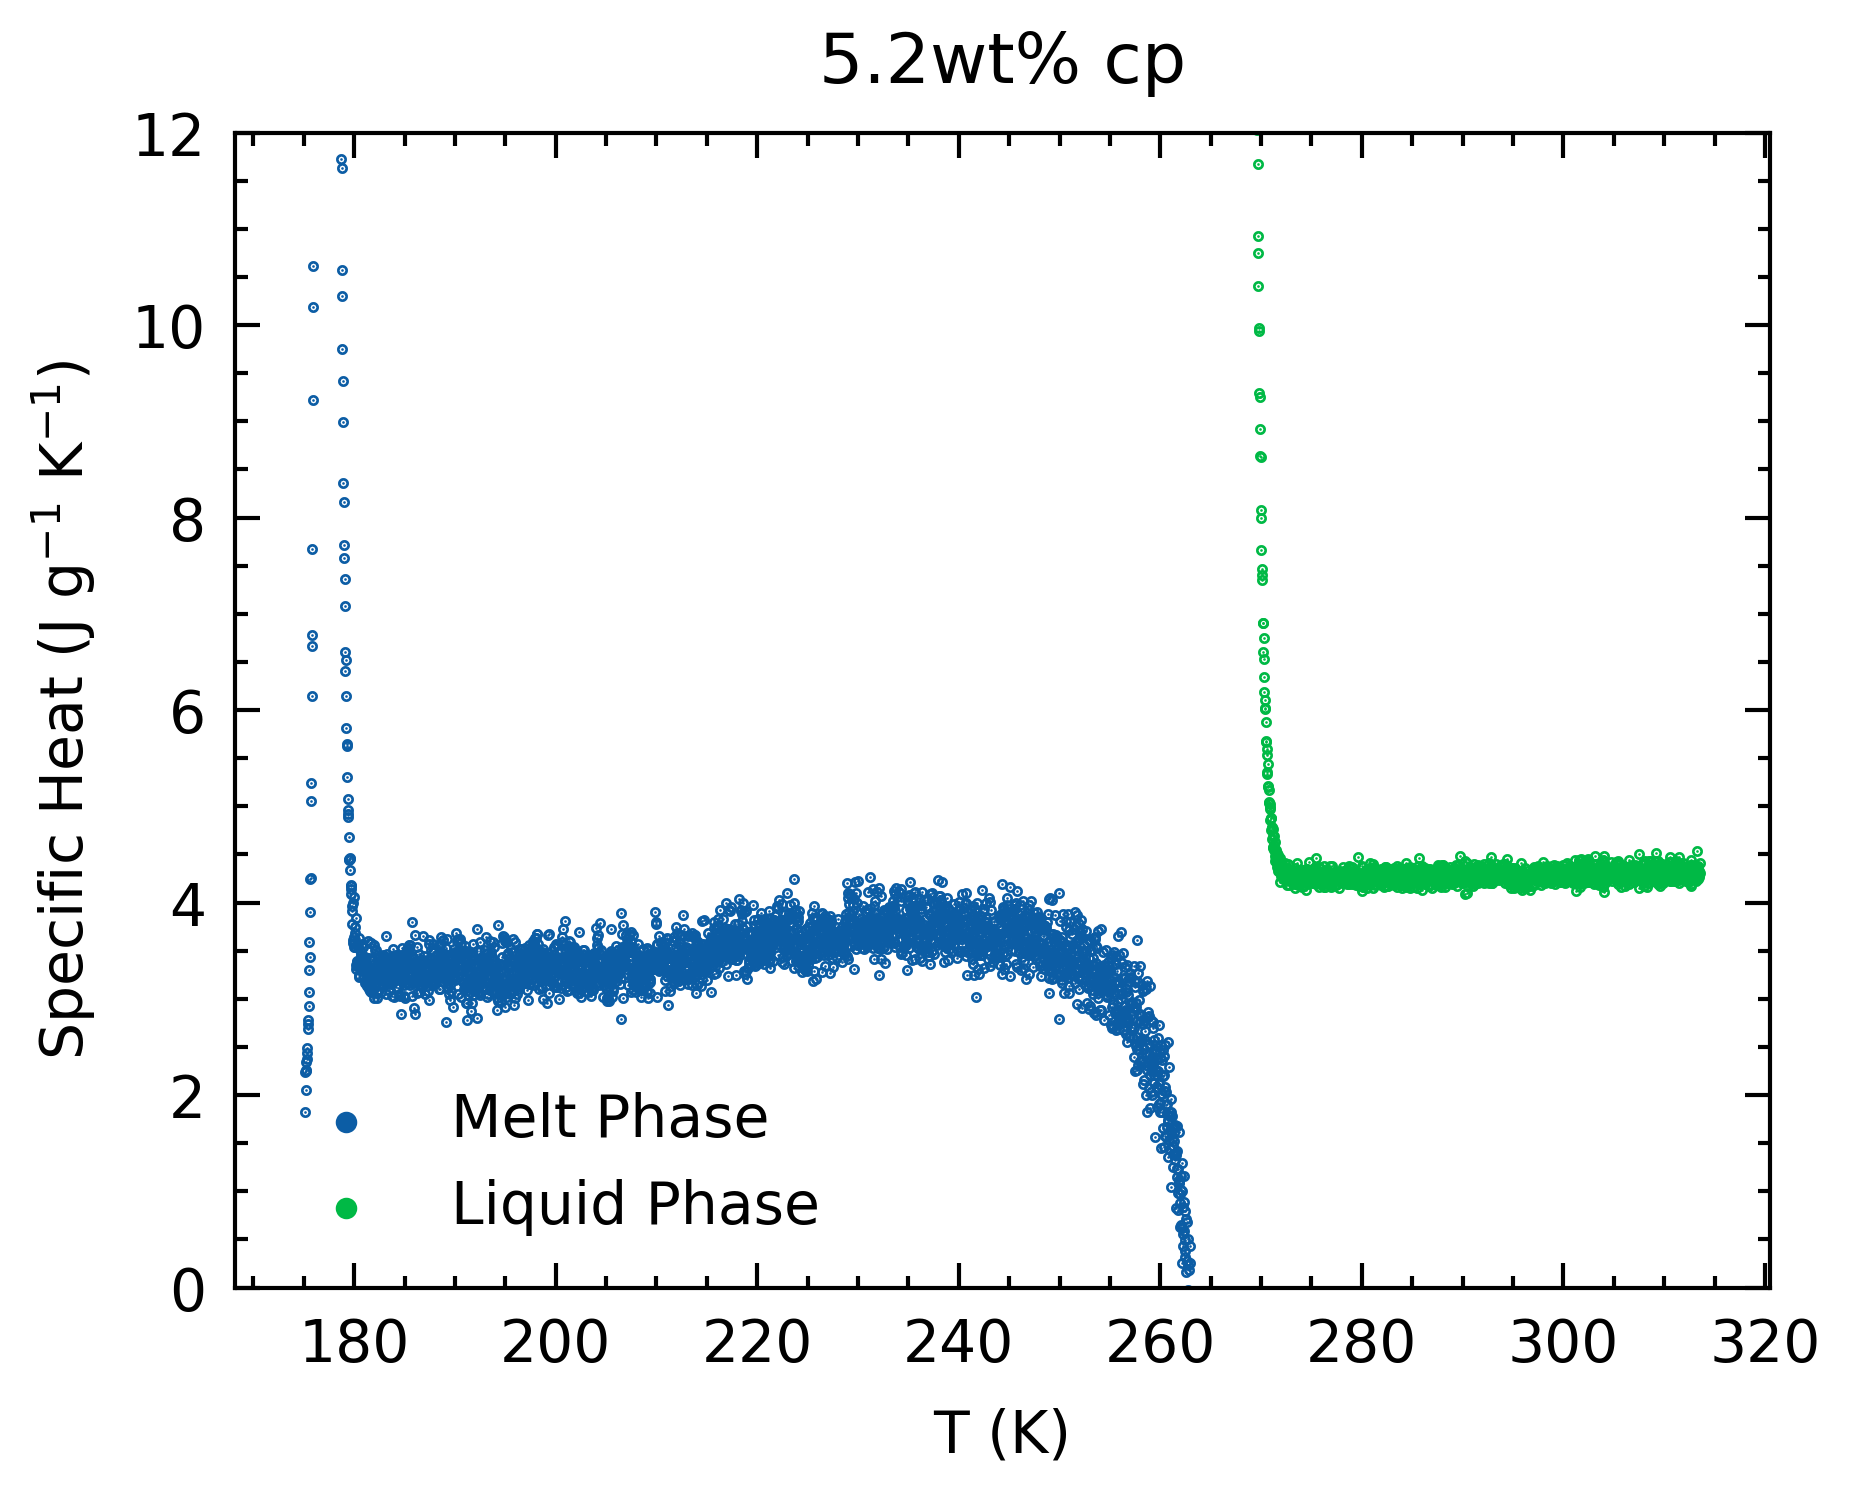 5.2wt% cp
12
10
8
6
4
2
0
Specific Heat (J g⁻¹ K⁻¹)
Melt Phase
Liquid Phase
180 200 220 240 260 280 300 320
T (K)